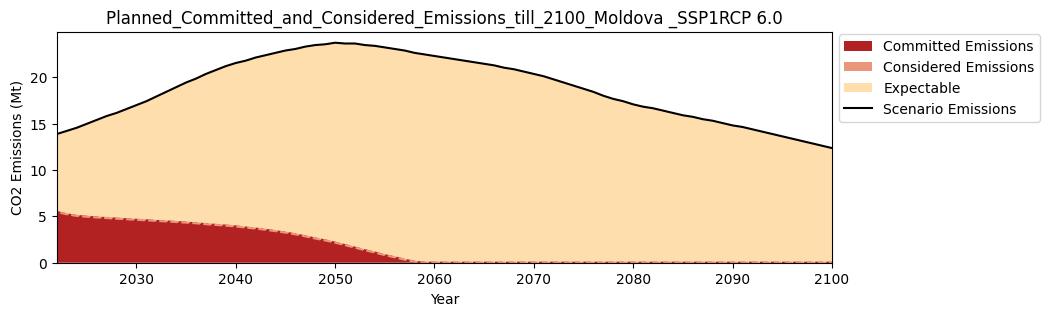 Planned_Committed_and_Considered_Emissions_till_2100_Moldova _SSP1RCP 6.0
Committed Emissions
Considered Emissions
Expectable
Scenario Emissions
CO2 Emissions (Mt)
20
15
10
5
0
2030 2040 2050 2060 2070 2080 2090 2100
Year